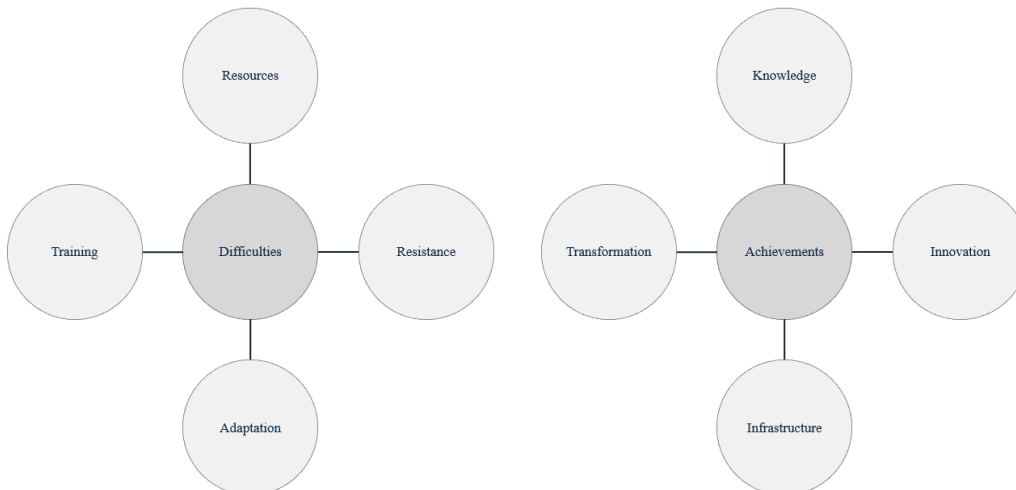 Resources
Training
Difficulties
Resistance
Adaptation
Knowledge
Transformation
Achievements
Innovation
Infrastructure